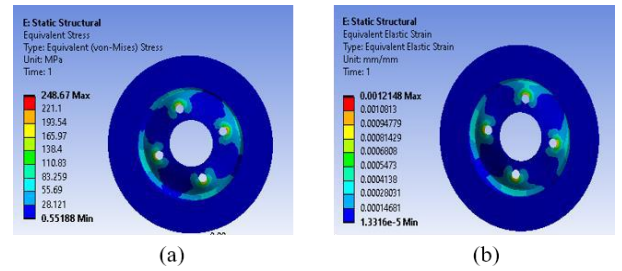 E: Static Structural
Equivalent Stress
Type: Equivalent (von-Mises) Stress
Unit: MPa
Time: 1
248.67 Max
221.1
193.54
165.97
138.4
110.83
83.259
55.69
28.121
0.55188 Min
(a)
E: Static Structural
Equivalent Elastic Strain
Type: Equivalent Elastic Strain
Unit: mm/mm
Time: 1
0.0012148 Max
0.0010813
0.00094779
0.00081429
0.0006808
0.0005473
0.0004138
0.00028031
0.00014681
1.3316e-5 Min
(b)